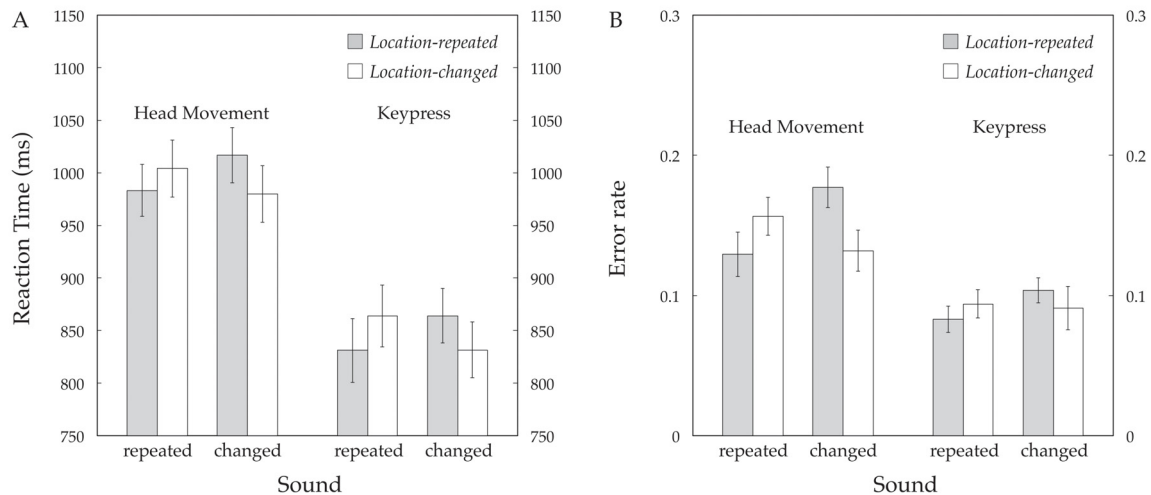 A
1150
1100
1050
1000
950
900
850
800
750
Reaction Time (ms)
Location-repeated
Location-changed
Head Movement
Keypress
1150
1100
1050
1000
950
900
850
800
750
repeated
changed
repeated
changed
Sound
B
0.3
0.2
0.1
0
Error rate
Location-repeated
Location-changed
Head Movement
Keypress
0.3
0.2
0.1
0
repeated
changed
repeated
changed
Sound